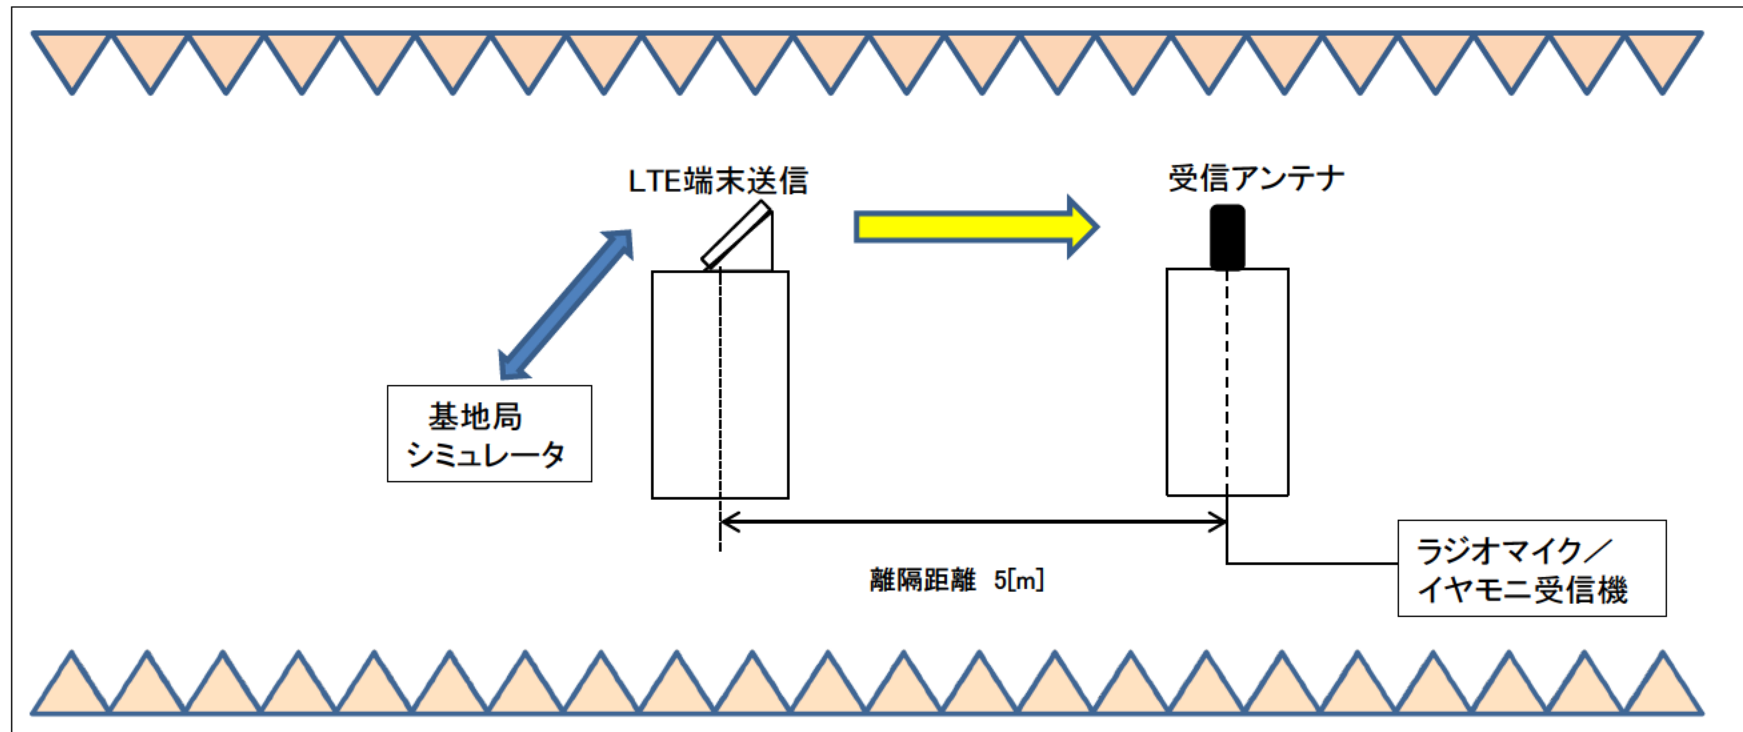 LTE端末送信
受信アンテナ
基地局
シミュレータ
離隔距離 5[m]
ラジオマイク／
イヤモニ受信機